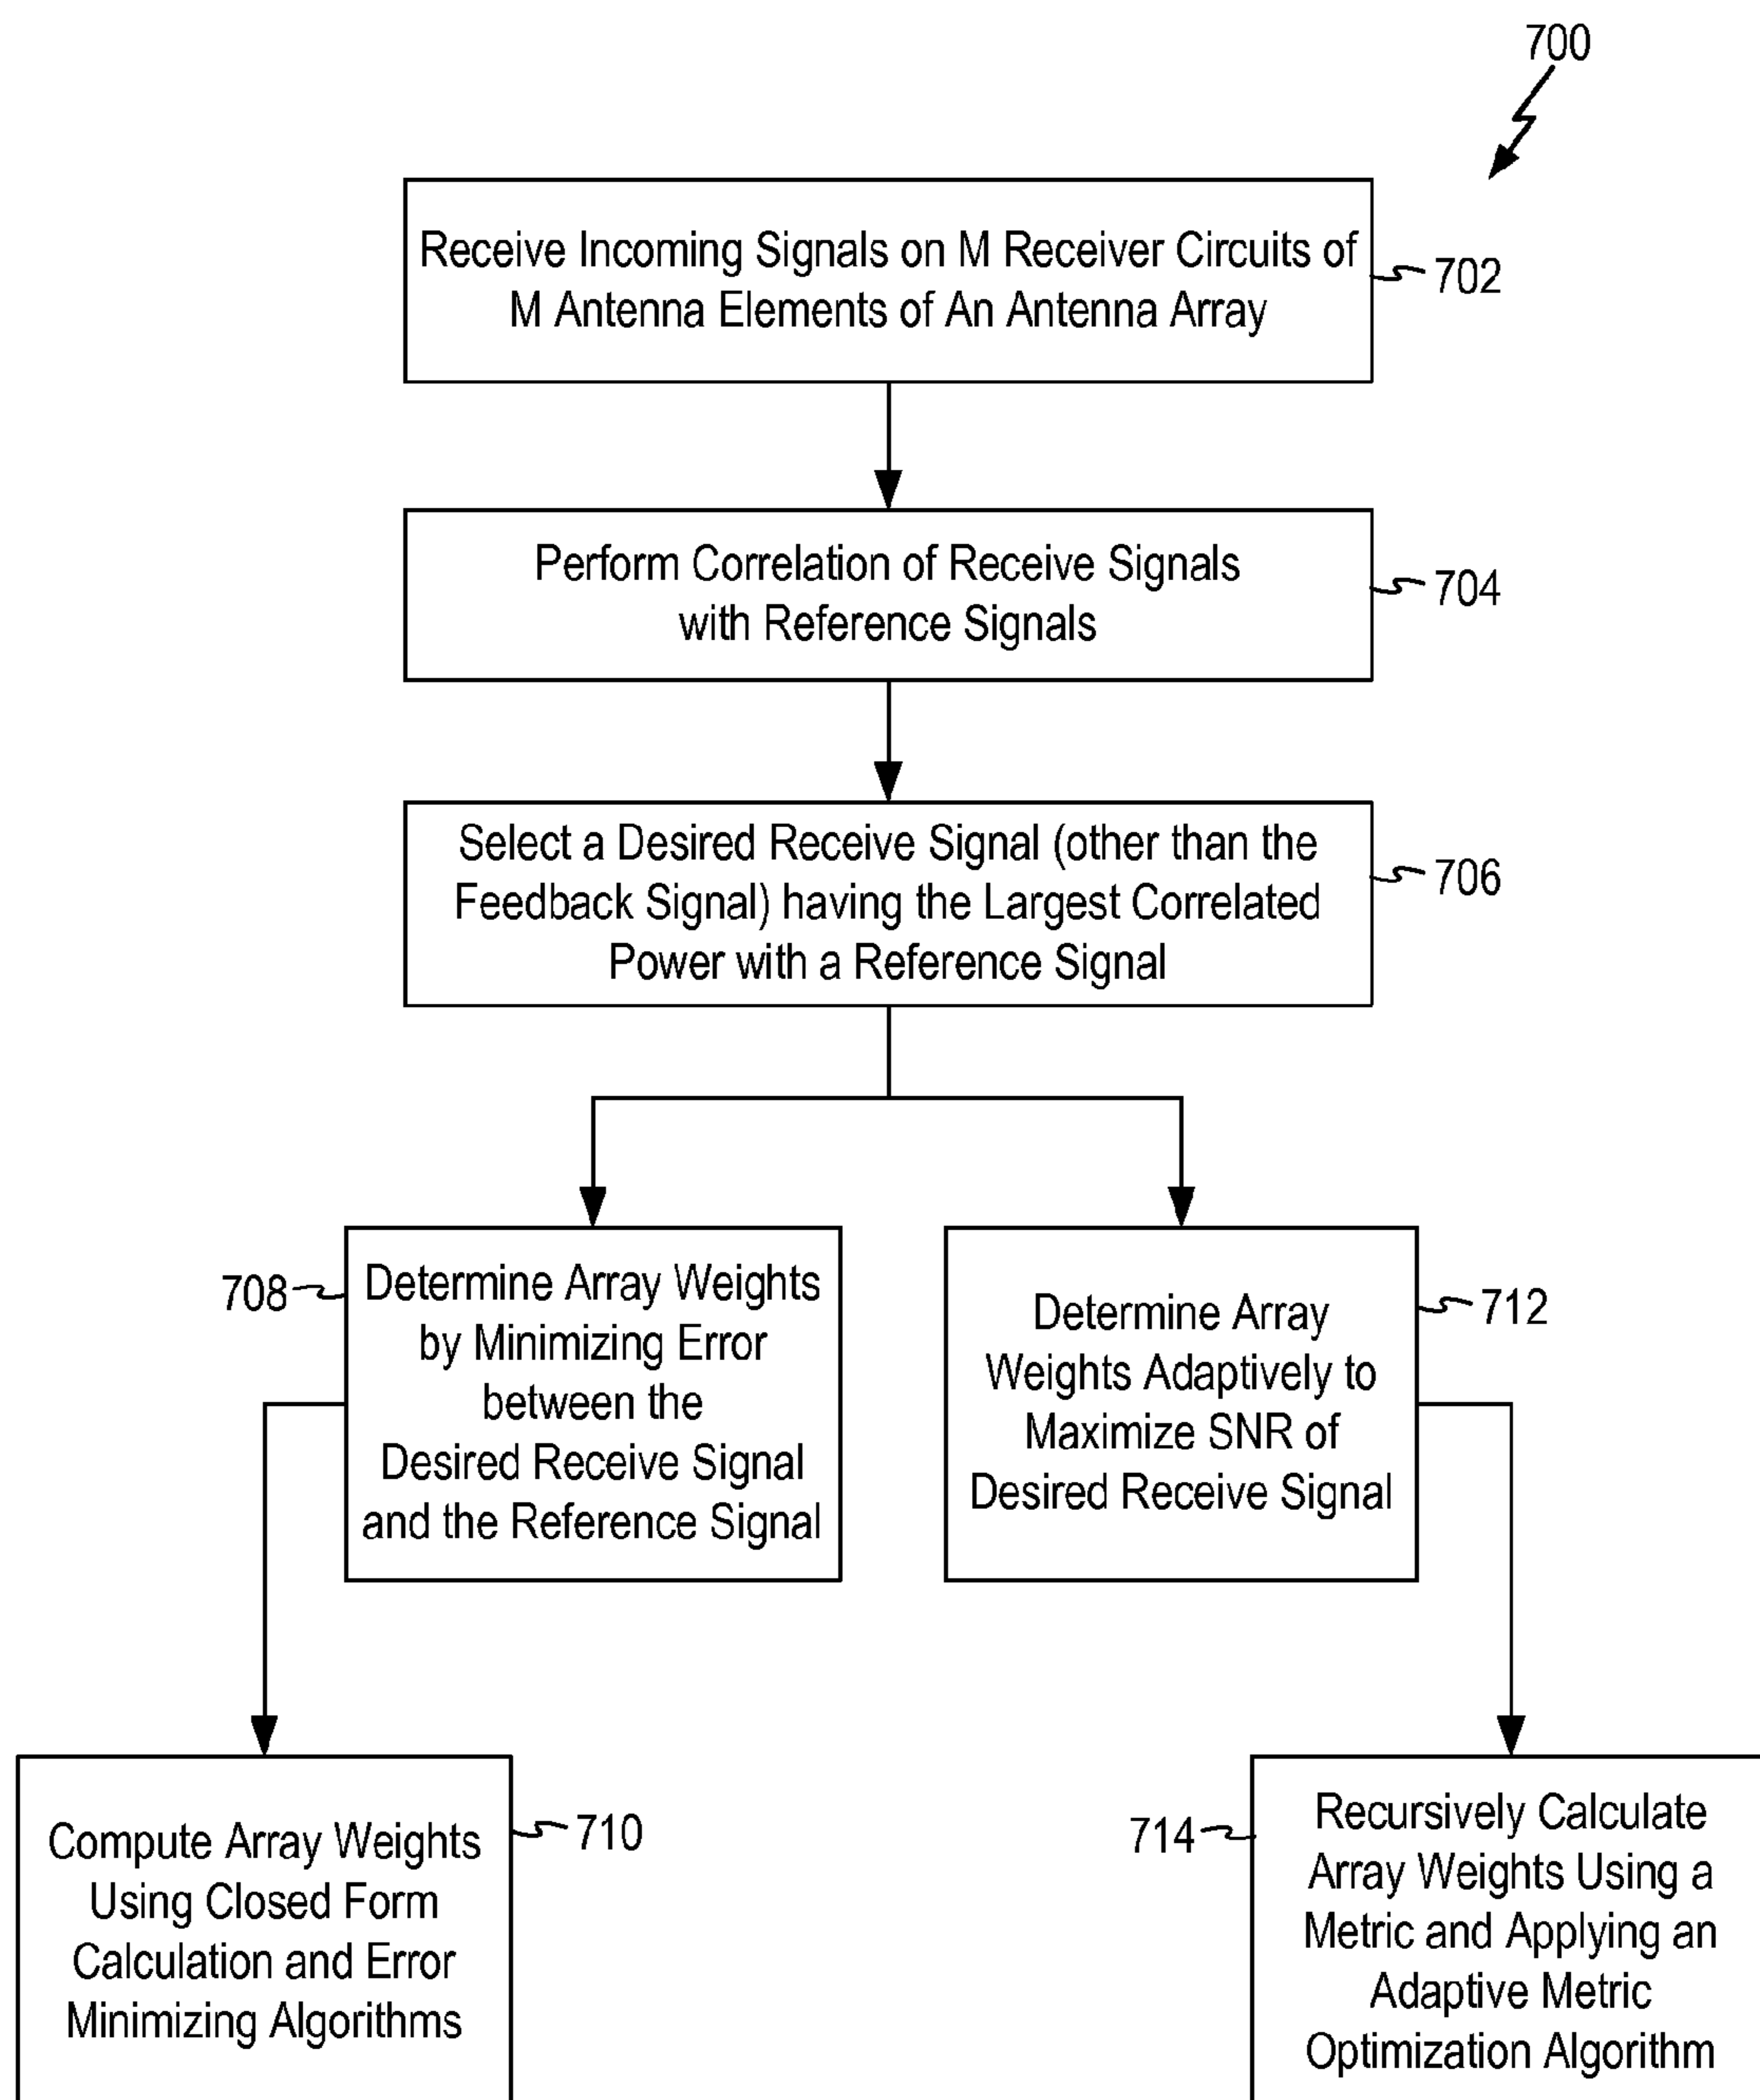 700
Receive Incoming Signals on M Receiver Circuits of
M Antenna Elements of An Antenna Array
702
Perform Correlation of Receive Signals
with Reference Signals
704
Select a Desired Receive Signal (other than the
Feedback Signal) having the Largest Correlated
Power with a Reference Signal
706
708
Determine Array Weights
by Minimizing Error
between the
Desired Receive Signal
and the Reference Signal
Determine Array
Weights Adaptively to
Maximize SNR of
Desired Receive Signal
712
Compute Array Weights
Using Closed Form
Calculation and Error
Minimizing Algorithms
710
714
Recursively Calculate
Array Weights Using a
Metric and Applying an
Adaptive Metric
Optimization Algorithm